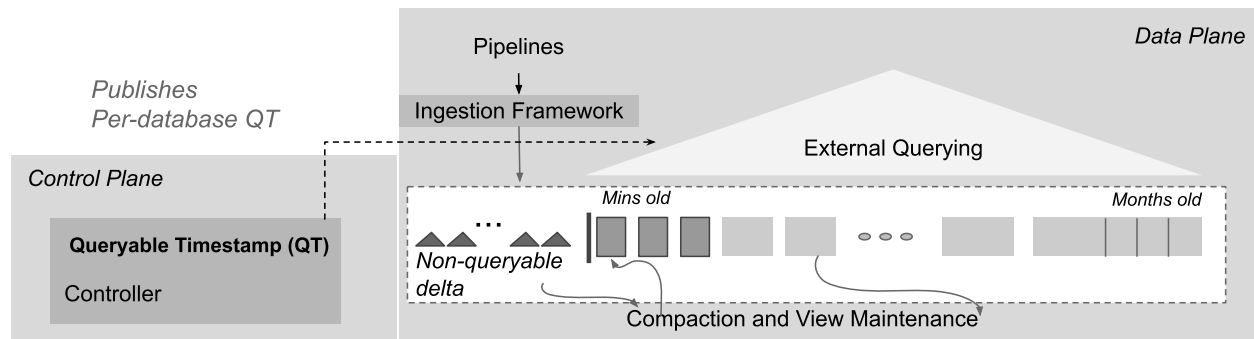 Data Plane
Pipelines
Publishes
Per-database QT
Ingestion Framework
External Querying
Control Plane
Mins old
Months old
Queryable Timestamp (QT)
Controller
...
Non-queryable
delta
Compaction and View Maintenance